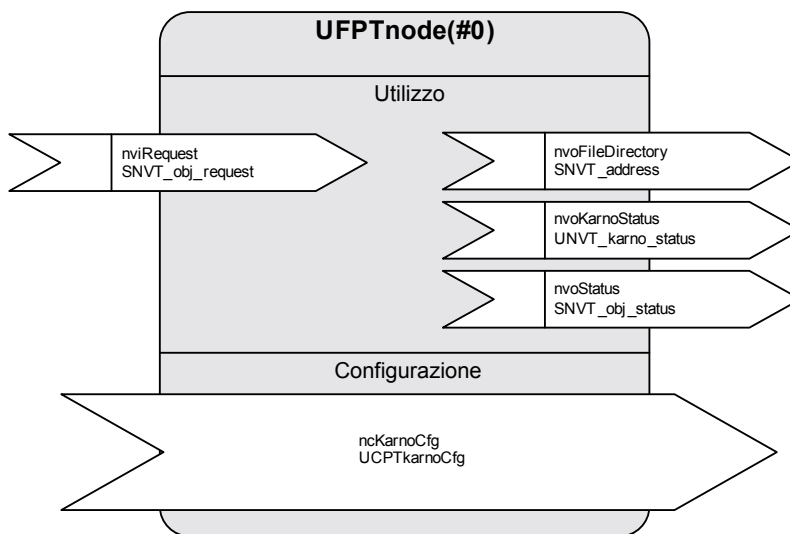 UFPTnode(#0)
Utilizzo
nviRequest
SNVT_obj_request
nvoFileDirectory
SNVT_address
nvoKarnoStatus
UNVT_karno_status
nvoStatus
SNVT_obj_status
Configurazione
ncKarnoCfg
UCPTkarnoCfg